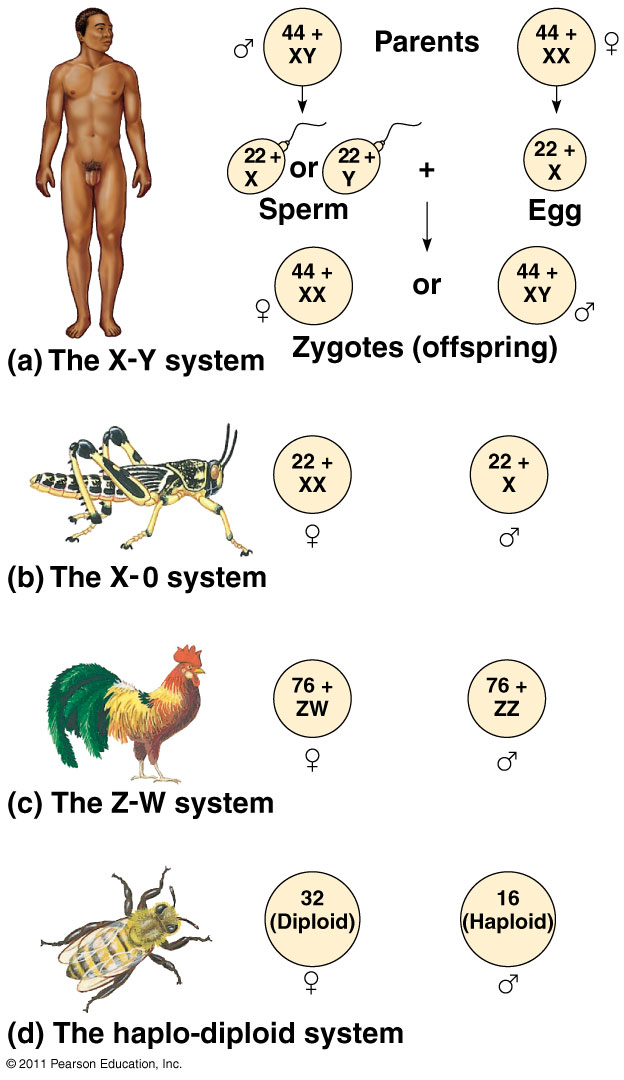 ♂ 44 + XY Parents 44 + XX ♀
22 + X or 22 + Y + 22 + X
Sperm Egg
♀ 44 + XX or 44 + XY ♂
Zygotes (offspring)
(a) The X-Y system
22 + XX 22 + X
♀ ♂
(b) The X-0 system
76 + ZW 76 + ZZ
♀ ♂
(c) The Z-W system
32 (Diploid) 16 (Haploid)
♀ ♂
(d) The haplo-diploid system
© 2011 Pearson Education, Inc.